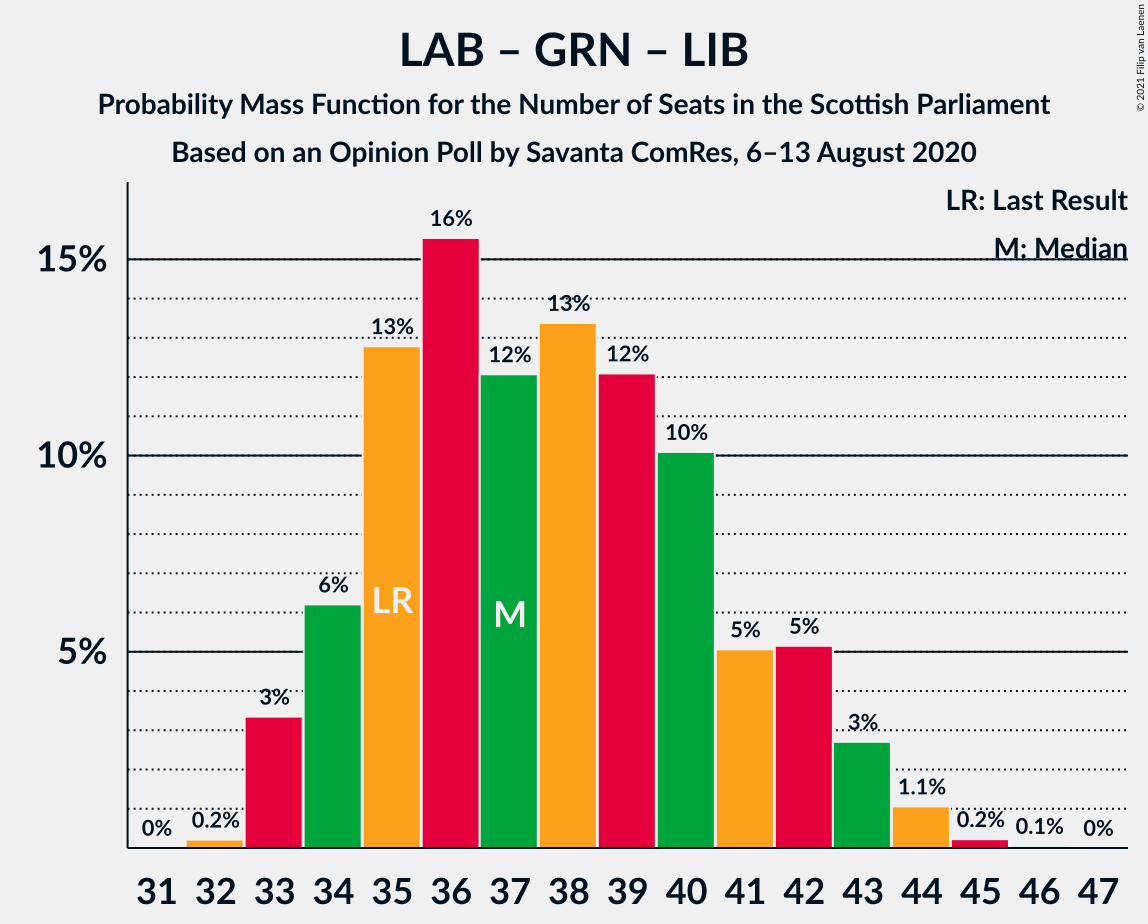 LAB – GRN – LIB
Probability Mass Function for the Number of Seats in the Scottish Parliament
Based on an Opinion Poll by Savanta ComRes, 6–13 August 2020
© 2021 Filip van Laenen
LR: Last Result
M: Median
15%
10%
5%
0%
0.2%
3%
6%
13%
16%
12%
13%
12%
10%
5%
5%
3%
1.1%
0.2%
0.1%
0%
LR
M
31 32 33 34 35 36 37 38 39 40 41 42 43 44 45 46 47